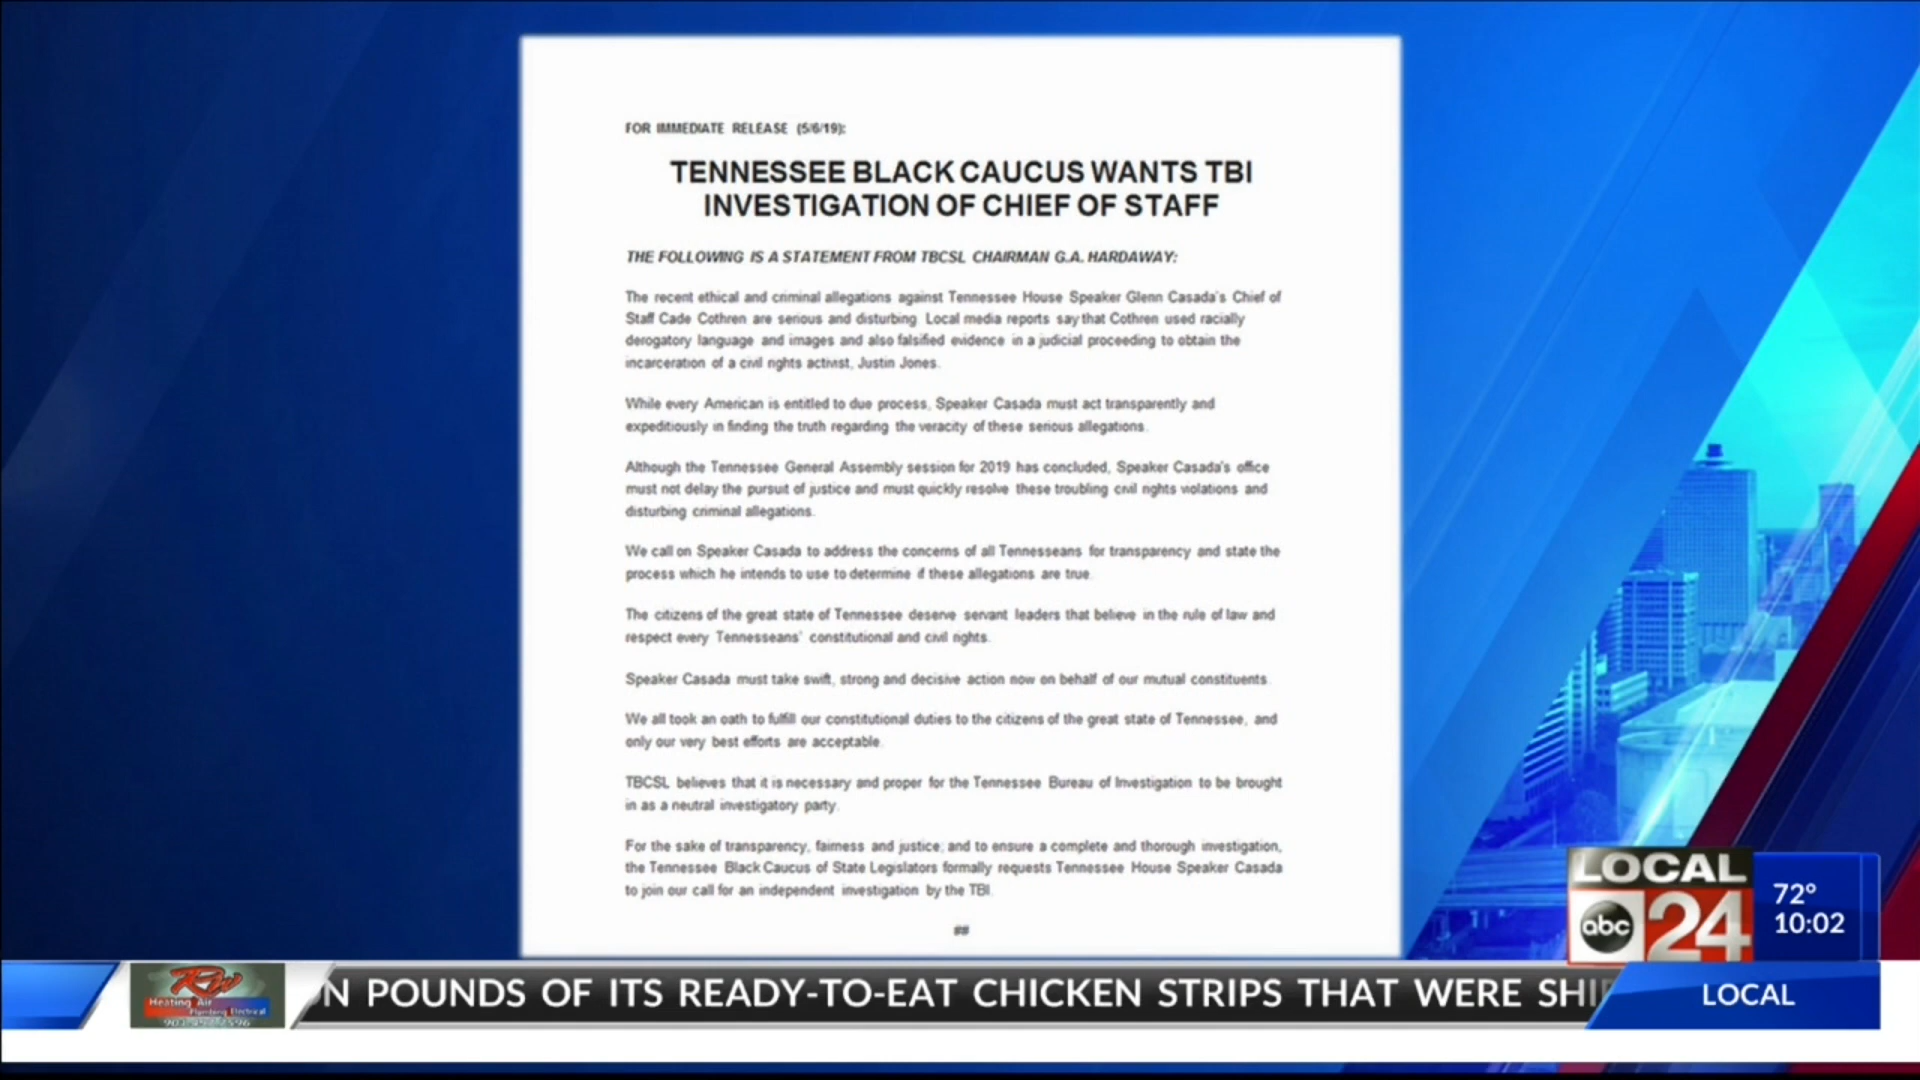 FOR IMMEDIATE RELEASE (5/6/19):
TENNESSEE BLACK CAUCUS WANTS TBI
INVESTIGATION OF CHIEF OF STAFF
THE FOLLOWING IS A STATEMENT FROM TBCSL CHAIRMAN G.A. HARDAWAY:
The recent ethical and criminal allegations against Tennessee House Speaker Glenn Casada's Chief of
Staff Cade Cothren are serious and disturbing. Local media reports say that Cothren used racially
derogatory language and images and also falsified evidence in a judicial proceeding to obtain the
incarceration of a civil rights activist, Justin Jones.
While every American is entitled to due process, Speaker Casada must act transparently and
expeditiously in finding the truth regarding the veracity of these serious allegations.
Although the Tennessee General Assembly session for 2019 has concluded, Speaker Casada's office
must not delay the pursuit of justice and must quickly resolve these troubling civil rights violations and
disturbing criminal allegations.
We call on Speaker Casada to address the concerns of all Tennesseans for transparency and state the
process which he intends to use to determine if these allegations are true.
The citizens of the great state of Tennessee deserve servant leaders that believe in the rule of law and
respect every Tennesseans' constitutional and civil rights.
Speaker Casada must take swift, strong and decisive action now on behalf of our mutual constituents.
We all took an oath to fulfill our constitutional duties to the citizens of the great state of Tennessee, and
only our very best efforts are acceptable.
TBCSL believes that it is necessary and proper for the Tennessee Bureau of Investigation to be brought
in as a neutral investigatory party.
For the sake of transparency, fairness and justice; and to ensure a complete and thorough investigation,
the Tennessee Black Caucus of State Legislators formally requests Tennessee House Speaker Casada
to join our call for an independent investigation by the TBI.
##
LOCAL
abc 24
72°
10:02
RW
Heating Air
Plumbing Electrical
N POUNDS OF ITS READY-TO-EAT CHICKEN STRIPS THAT WERE SHI
LOCAL